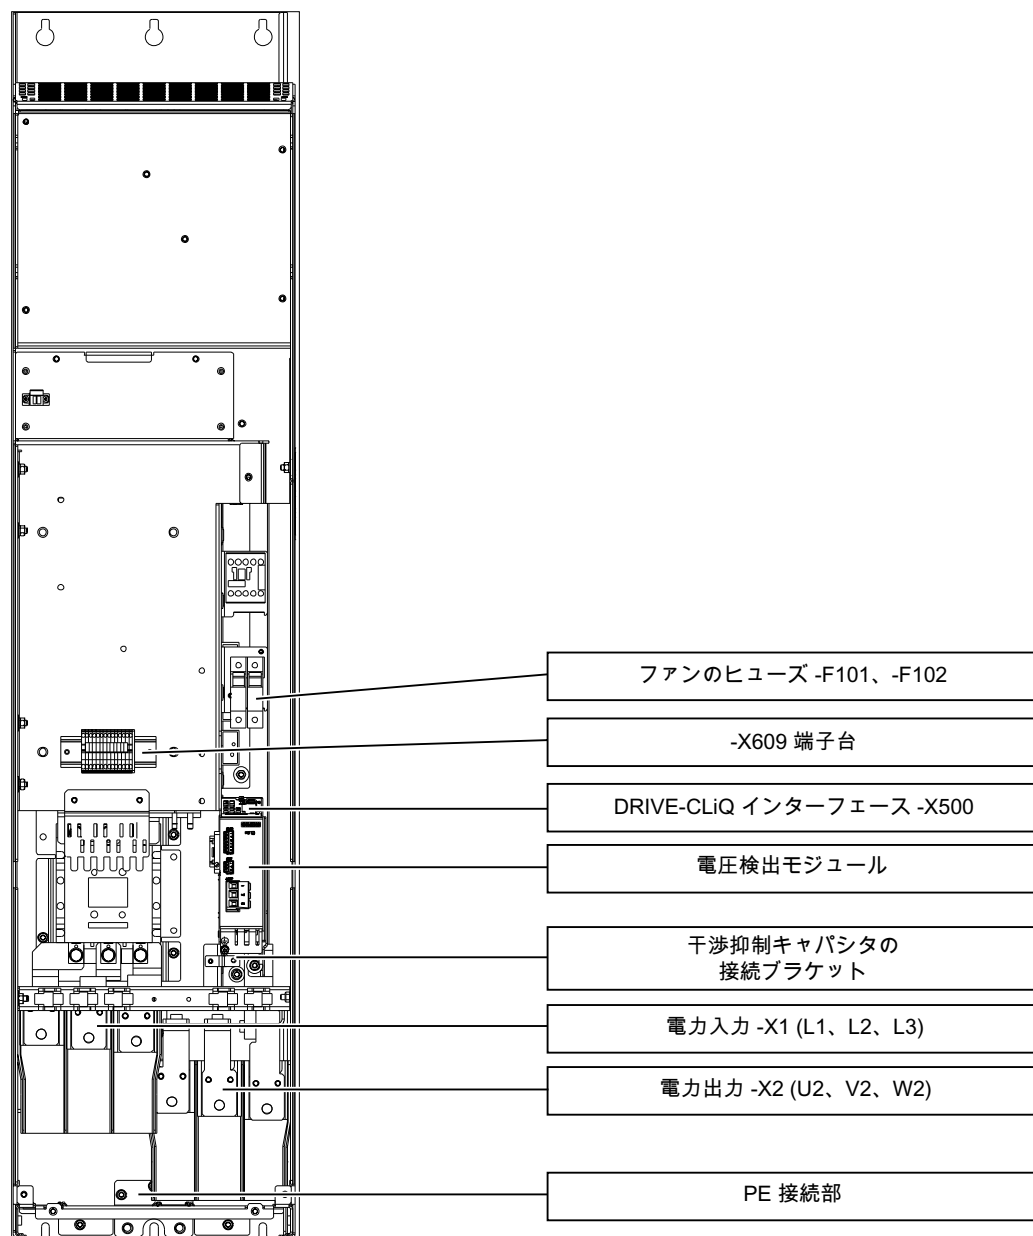 ファンのヒューズ -F101、-F102
-X609 端子台
DRIVE-CLiQ インターフェース -X500
電圧検出モジュール
干渉抑制キャパシタの
接続ブラケット
電力入力 -X1 (L1、L2、L3)
電力出力 -X2 (U2、V2、W2)
PE 接続部